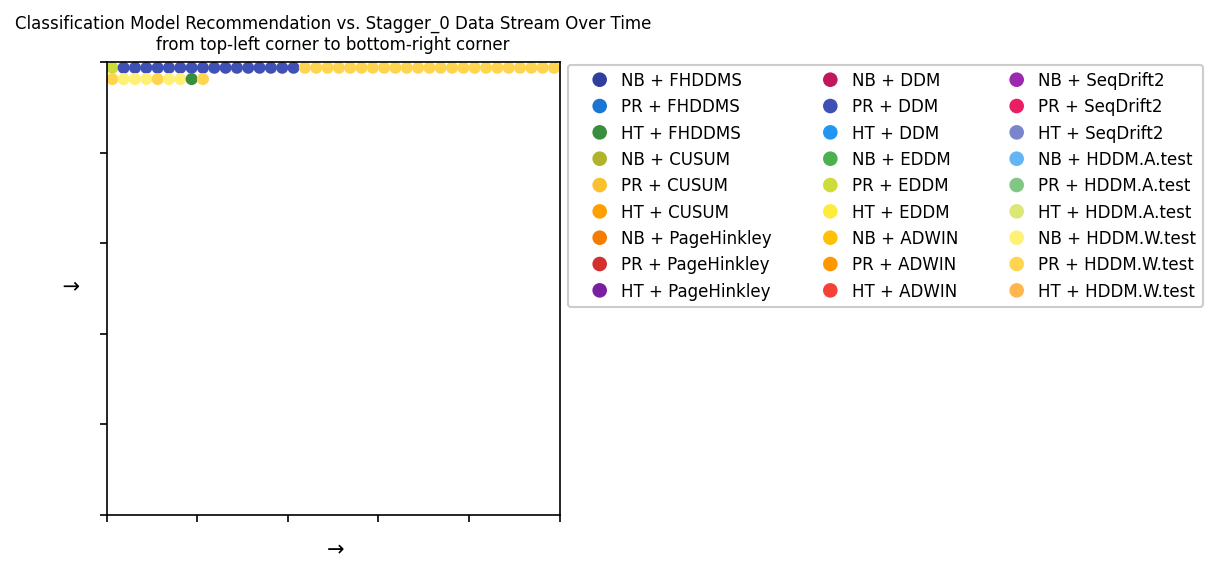 Classification Model Recommendation vs. Stagger_0 Data Stream Over Time
from top-left corner to bottom-right corner
NB + FHDDMS
PR + FHDDMS
HT + FHDDMS
NB + CUSUM
PR + CUSUM
HT + CUSUM
NB + PageHinkley
PR + PageHinkley
HT + PageHinkley
NB + DDM
PR + DDM
HT + DDM
NB + EDDM
PR + EDDM
HT + EDDM
NB + ADWIN
PR + ADWIN
HT + ADWIN
NB + SeqDrift2
PR + SeqDrift2
HT + SeqDrift2
NB + HDDM.A.test
PR + HDDM.A.test
HT + HDDM.A.test
NB + HDDM.W.test
PR + HDDM.W.test
HT + HDDM.W.test
→
→